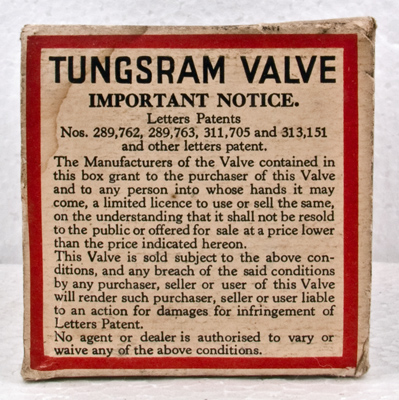 TUNGSRAM VALVE
IMPORTANT NOTICE.
Letters Patents
Nos. 289,762, 289,763, 311,705 and 313,151
and other letters patent.
The Manufacturers of the Valve contained in
this box grant to the purchaser of this Valve
and to any person into whose hands it may
come, a limited licence to use or sell the same,
on the understanding that it shall not be resold
to the public or offered for sale at a price lower
than the price indicated hereon.
This Valve is sold subject to the above con-
ditions, and any breach of the said conditions
by any purchaser, seller or user of this Valve
will render such purchaser, seller or user liable
to an action for damages for infringement of
Letters Patent.
No agent or dealer is authorised to vary or
waive any of the above conditions.